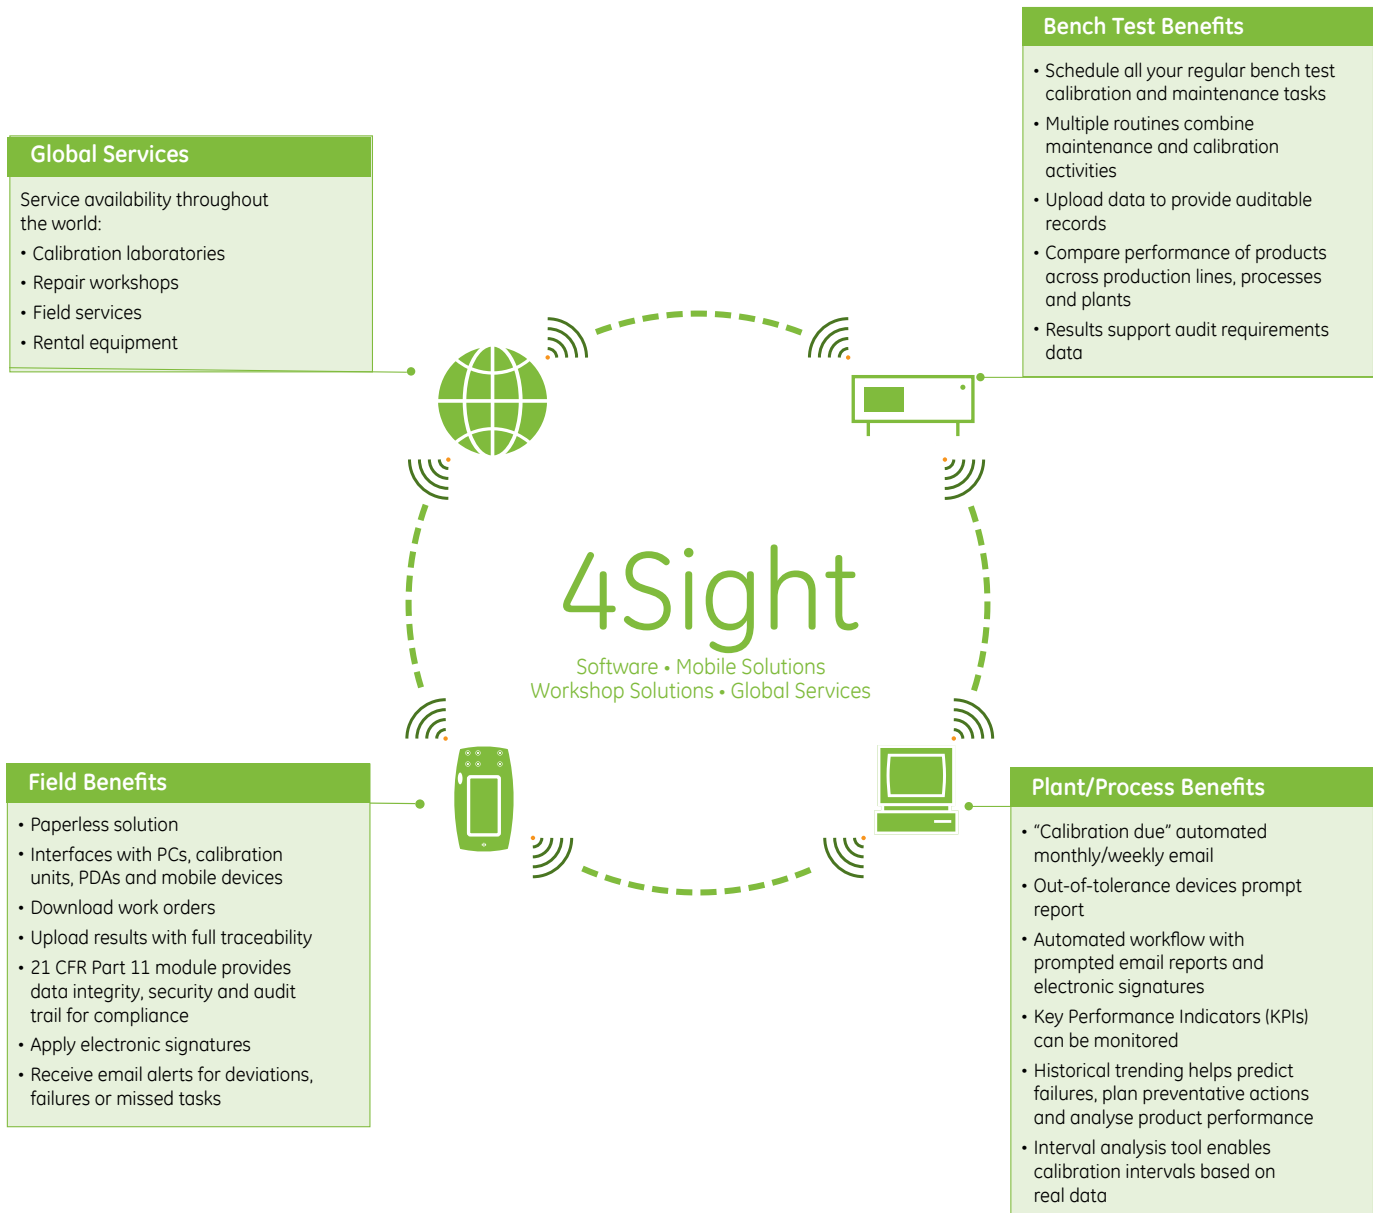 Global Services
Service availability throughout
the world:
• Calibration laboratories
• Repair workshops
• Field services
• Rental equipment
Bench Test Benefits
• Schedule all your regular bench test
calibration and maintenance tasks
• Multiple routines combine
maintenance and calibration
activities
• Upload data to provide auditable
records
• Compare performance of products
across production lines, processes
and plants
• Results support audit requirements
data
4Sight
Software • Mobile Solutions
Workshop Solutions • Global Services
Field Benefits
• Paperless solution
• Interfaces with PCs, calibration
units, PDAs and mobile devices
• Download work orders
• Upload results with full traceability
• 21 CFR Part 11 module provides
data integrity, security and audit
trail for compliance
• Apply electronic signatures
• Receive email alerts for deviations,
failures or missed tasks
Plant/Process Benefits
• “Calibration due” automated
monthly/weekly email
• Out-of-tolerance devices prompt
report
• Automated workflow with
prompted email reports and
electronic signatures
• Key Performance Indicators (KPIs)
can be monitored
• Historical trending helps predict
failures, plan preventative actions
and analyse product performance
• Interval analysis tool enables
calibration intervals based on
real data